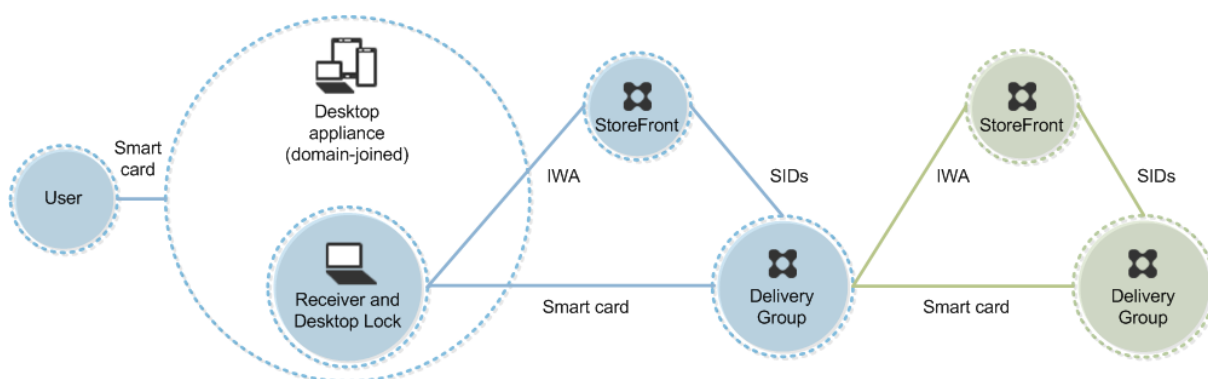 User
Smart
card
Desktop
appliance
(domain-joined)
Receiver and
Desktop Lock
IWA
StoreFront
SIDs
Smart card
Delivery
Group
IWA
StoreFront
SIDs
Smart card
Delivery
Group